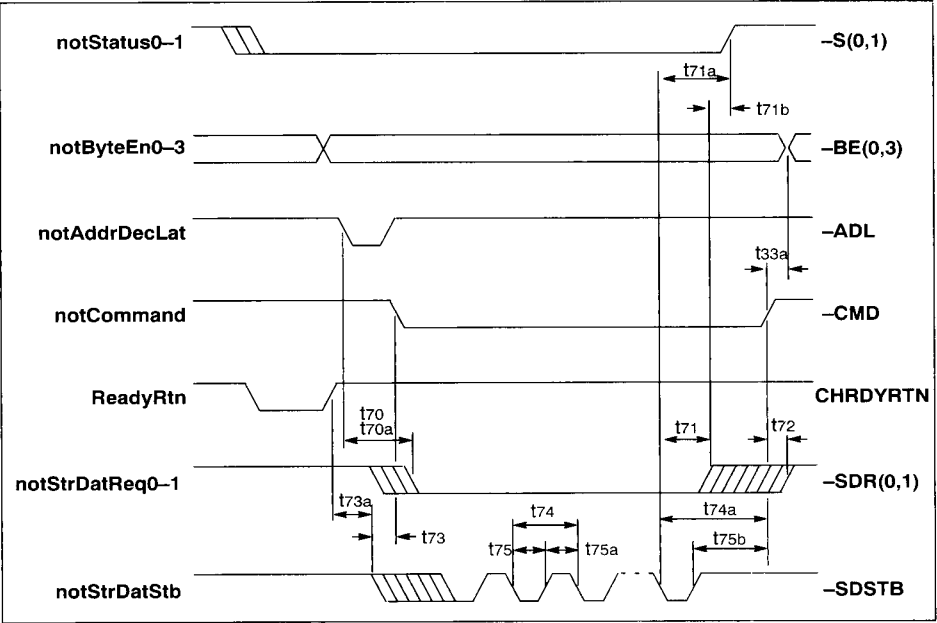 notStatus0–1
–S(0,1)
t71a
t71b
notByteEn0–3
–BE(0,3)
notAddrDecLat
–ADL
t33a
notCommand
–CMD
ReadyRtn
CHRDYRTN
t70
t70a
t71
t72
notStrDatReq0–1
–SDR(0,1)
t73a
t74
t74a
t73
t75
t75a
t75b
notStrDatStb
–SDSTB